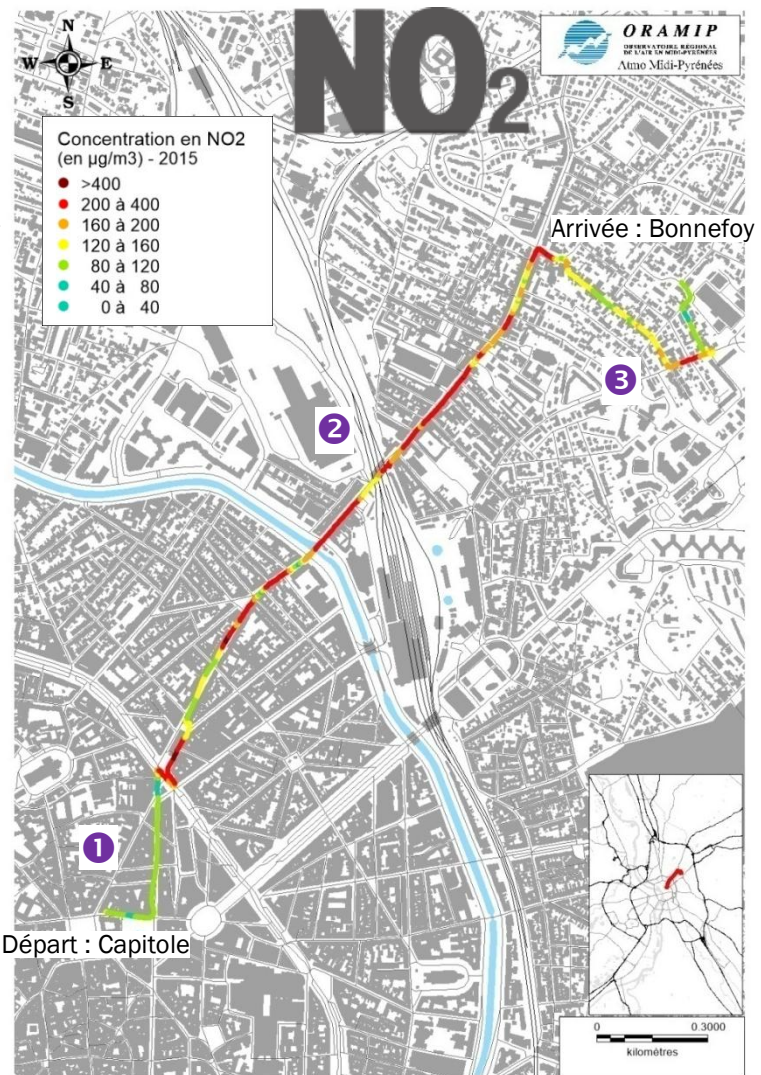 N
W E
S
NO2
ORAMIP
OBSERVATOIRE RÉGIONAL
DE L'AIR EN MIDI-PYRÉNÉES
Atmo Midi-Pyrénées
Concentration en NO2
(en µg/m3) - 2015
>400
200 à 400
160 à 200
120 à 160
80 à 120
40 à 80
0 à 40
Arrivée : Bonnefoy
3
2
1
Départ : Capitole
0 0.3000
kilométres